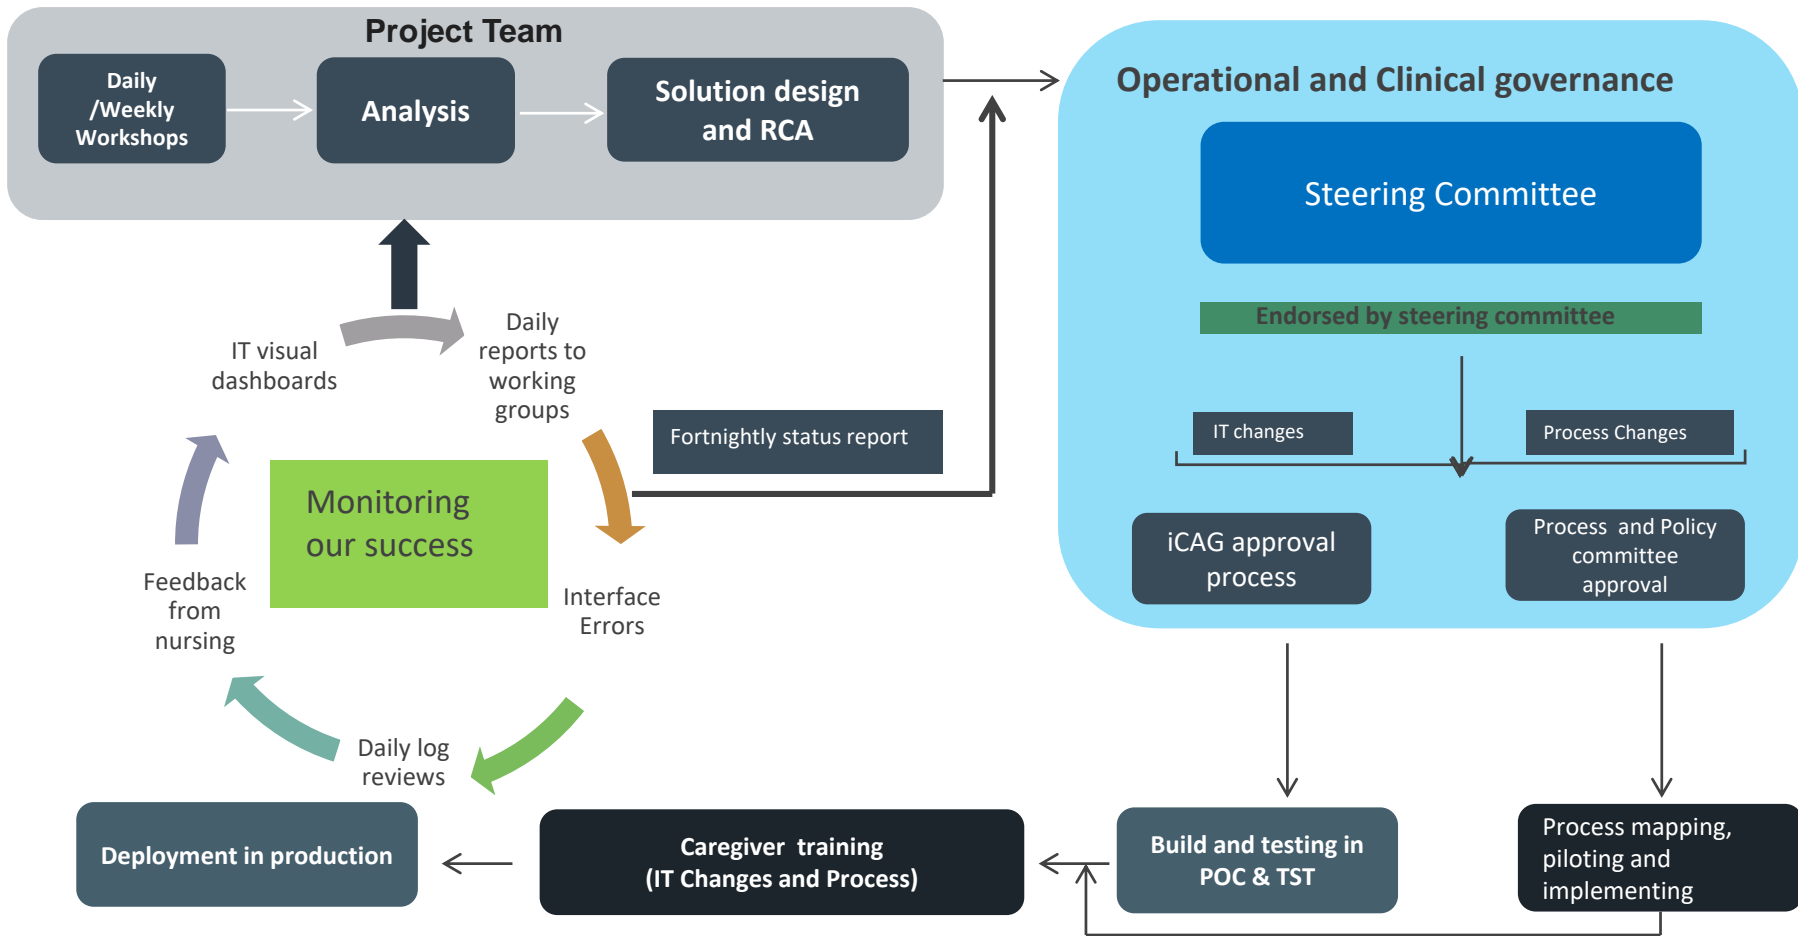 Project Team
Daily
/Weekly
Workshops
Analysis
Solution design
and RCA
Operational and Clinical governance
Steering Committee
Endorsed by steering committee
IT changes
Process Changes
iCAG approval
process
Process and Policy
committee
approval
IT visual
dashboards
Daily
reports to
working
groups
Fortnightly status report
Monitoring
our success
Feedback
from
nursing
Interface
Errors
Daily log
reviews
Deployment in production
Caregiver training
(IT Changes and Process)
Build and testing in
POC & TST
Process mapping,
piloting and
implementing